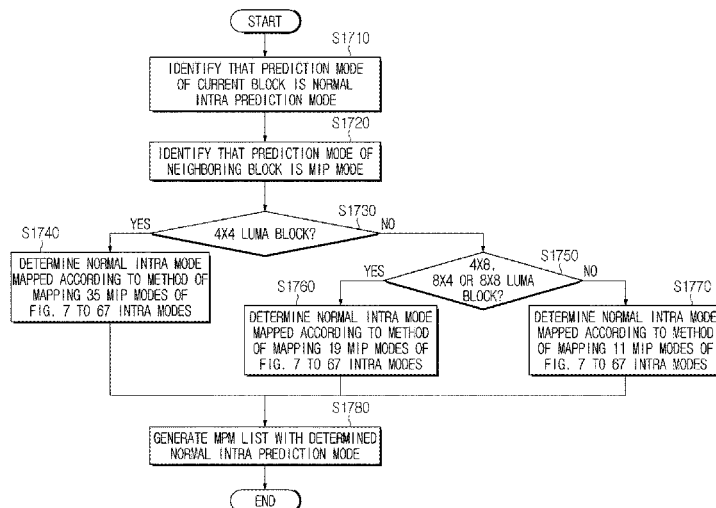 START
S1710
IDENTIFY THAT PREDICTION MODE
OF CURRENT BLOCK IS NORMAL
INTRA PREDICTION MODE
S1720
IDENTIFY THAT PREDICTION MODE OF
NEIGHBORING BLOCK IS MIP MODE
S1730
4X4 LUMA BLOCK?
YES
NO
S1740
DETERMINE NORMAL INTRA MODE
MAPPED ACCORDING TO METHOD OF
MAPPING 35 MIP MODES OF
FIG. 7 TO 67 INTRA MODES
S1750
4X8,
8X4 OR 8X8 LUMA
BLOCK?
YES
NO
S1760
DETERMINE NORMAL INTRA MODE
MAPPED ACCORDING TO METHOD
OF MAPPING 19 MIP MODES OF
FIG. 7 TO 67 INTRA MODES
S1770
DETERMINE NORMAL INTRA MODE
MAPPED ACCORDING TO METHOD
OF MAPPING 11 MIP MODES OF
FIG. 7 TO 67 INTRA MODES
S1780
GENERATE MPM LIST WITH DETERMINED
NORMAL INTRA PREDICTION MODE
END